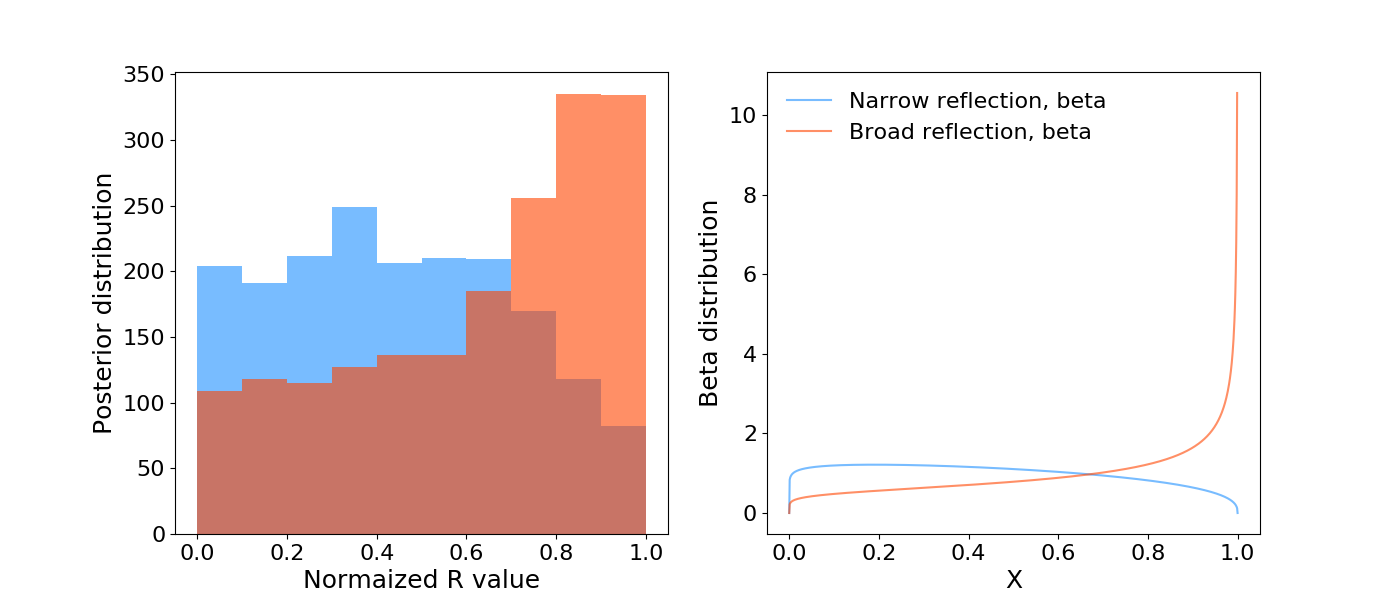 Posterior distribution
350
300
250
200
150
100
50
0
0.0 0.2 0.4 0.6 0.8 1.0
Normaized R value
Beta distribution
10
8
6
4
2
0
Narrow reflection, beta
Broad reflection, beta
0.0 0.2 0.4 0.6 0.8 1.0
X